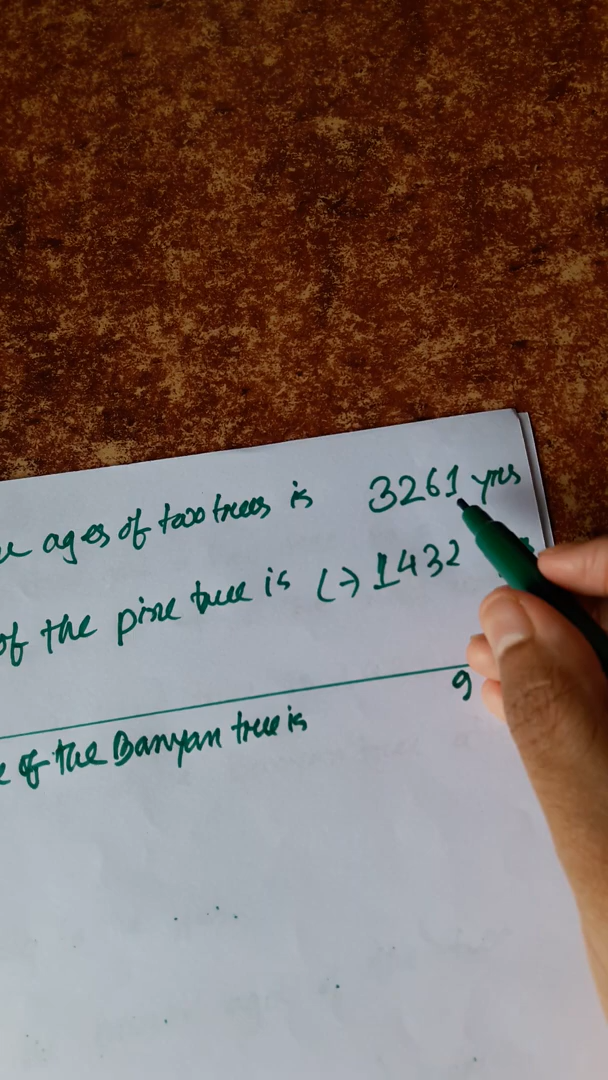 ages of two trees is 3261 yrs
of the pine tree is (-) 1432
9
of the Banyan tree is